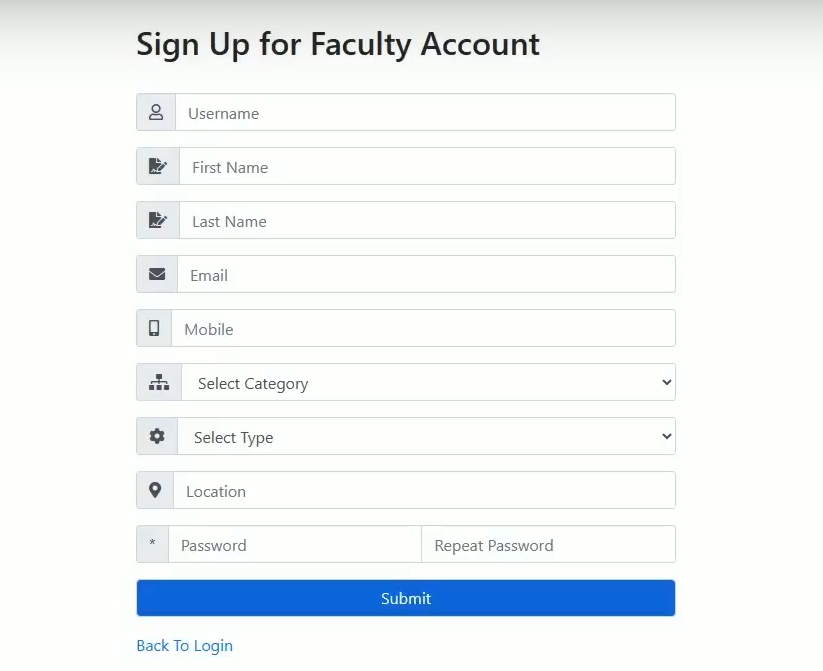 Sign Up for Faculty Account
Username
First Name
Last Name
Email
Mobile
Select Category
Select Type
Location
* Password Repeat Password
Submit
Back To Login